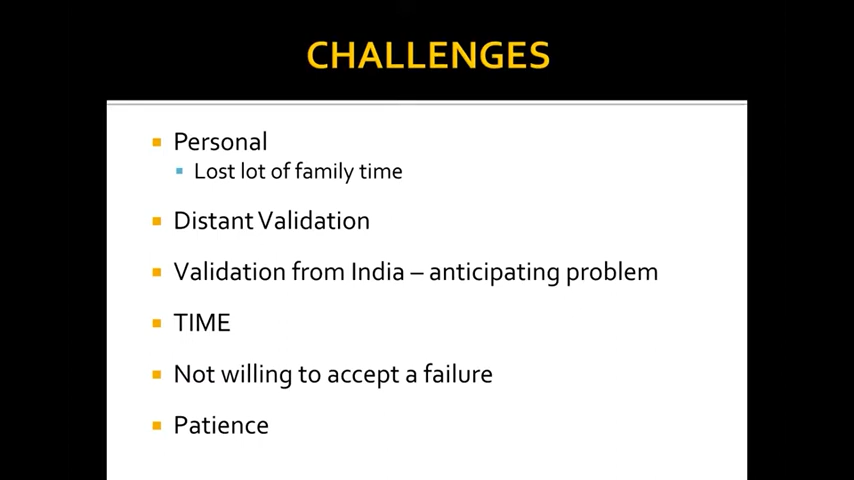 CHALLENGES
Personal
Lost lot of family time
Distant Validation
Validation from India – anticipating problem
TIME
Not willing to accept a failure
Patience